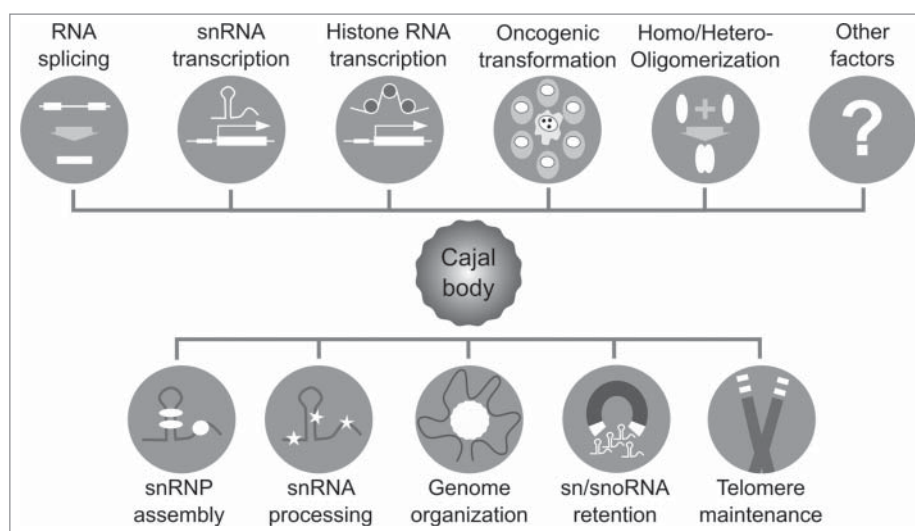 RNA
splicing
snRNA
transcription
Histone RNA
transcription
Oncogenic
transformation
Homo/Hetero-
Oligomerization
Other
factors
?
Cajal
body
snRNP
assembly
snRNA
processing
Genome
organization
sn/snoRNA
retention
Telomere
maintenance